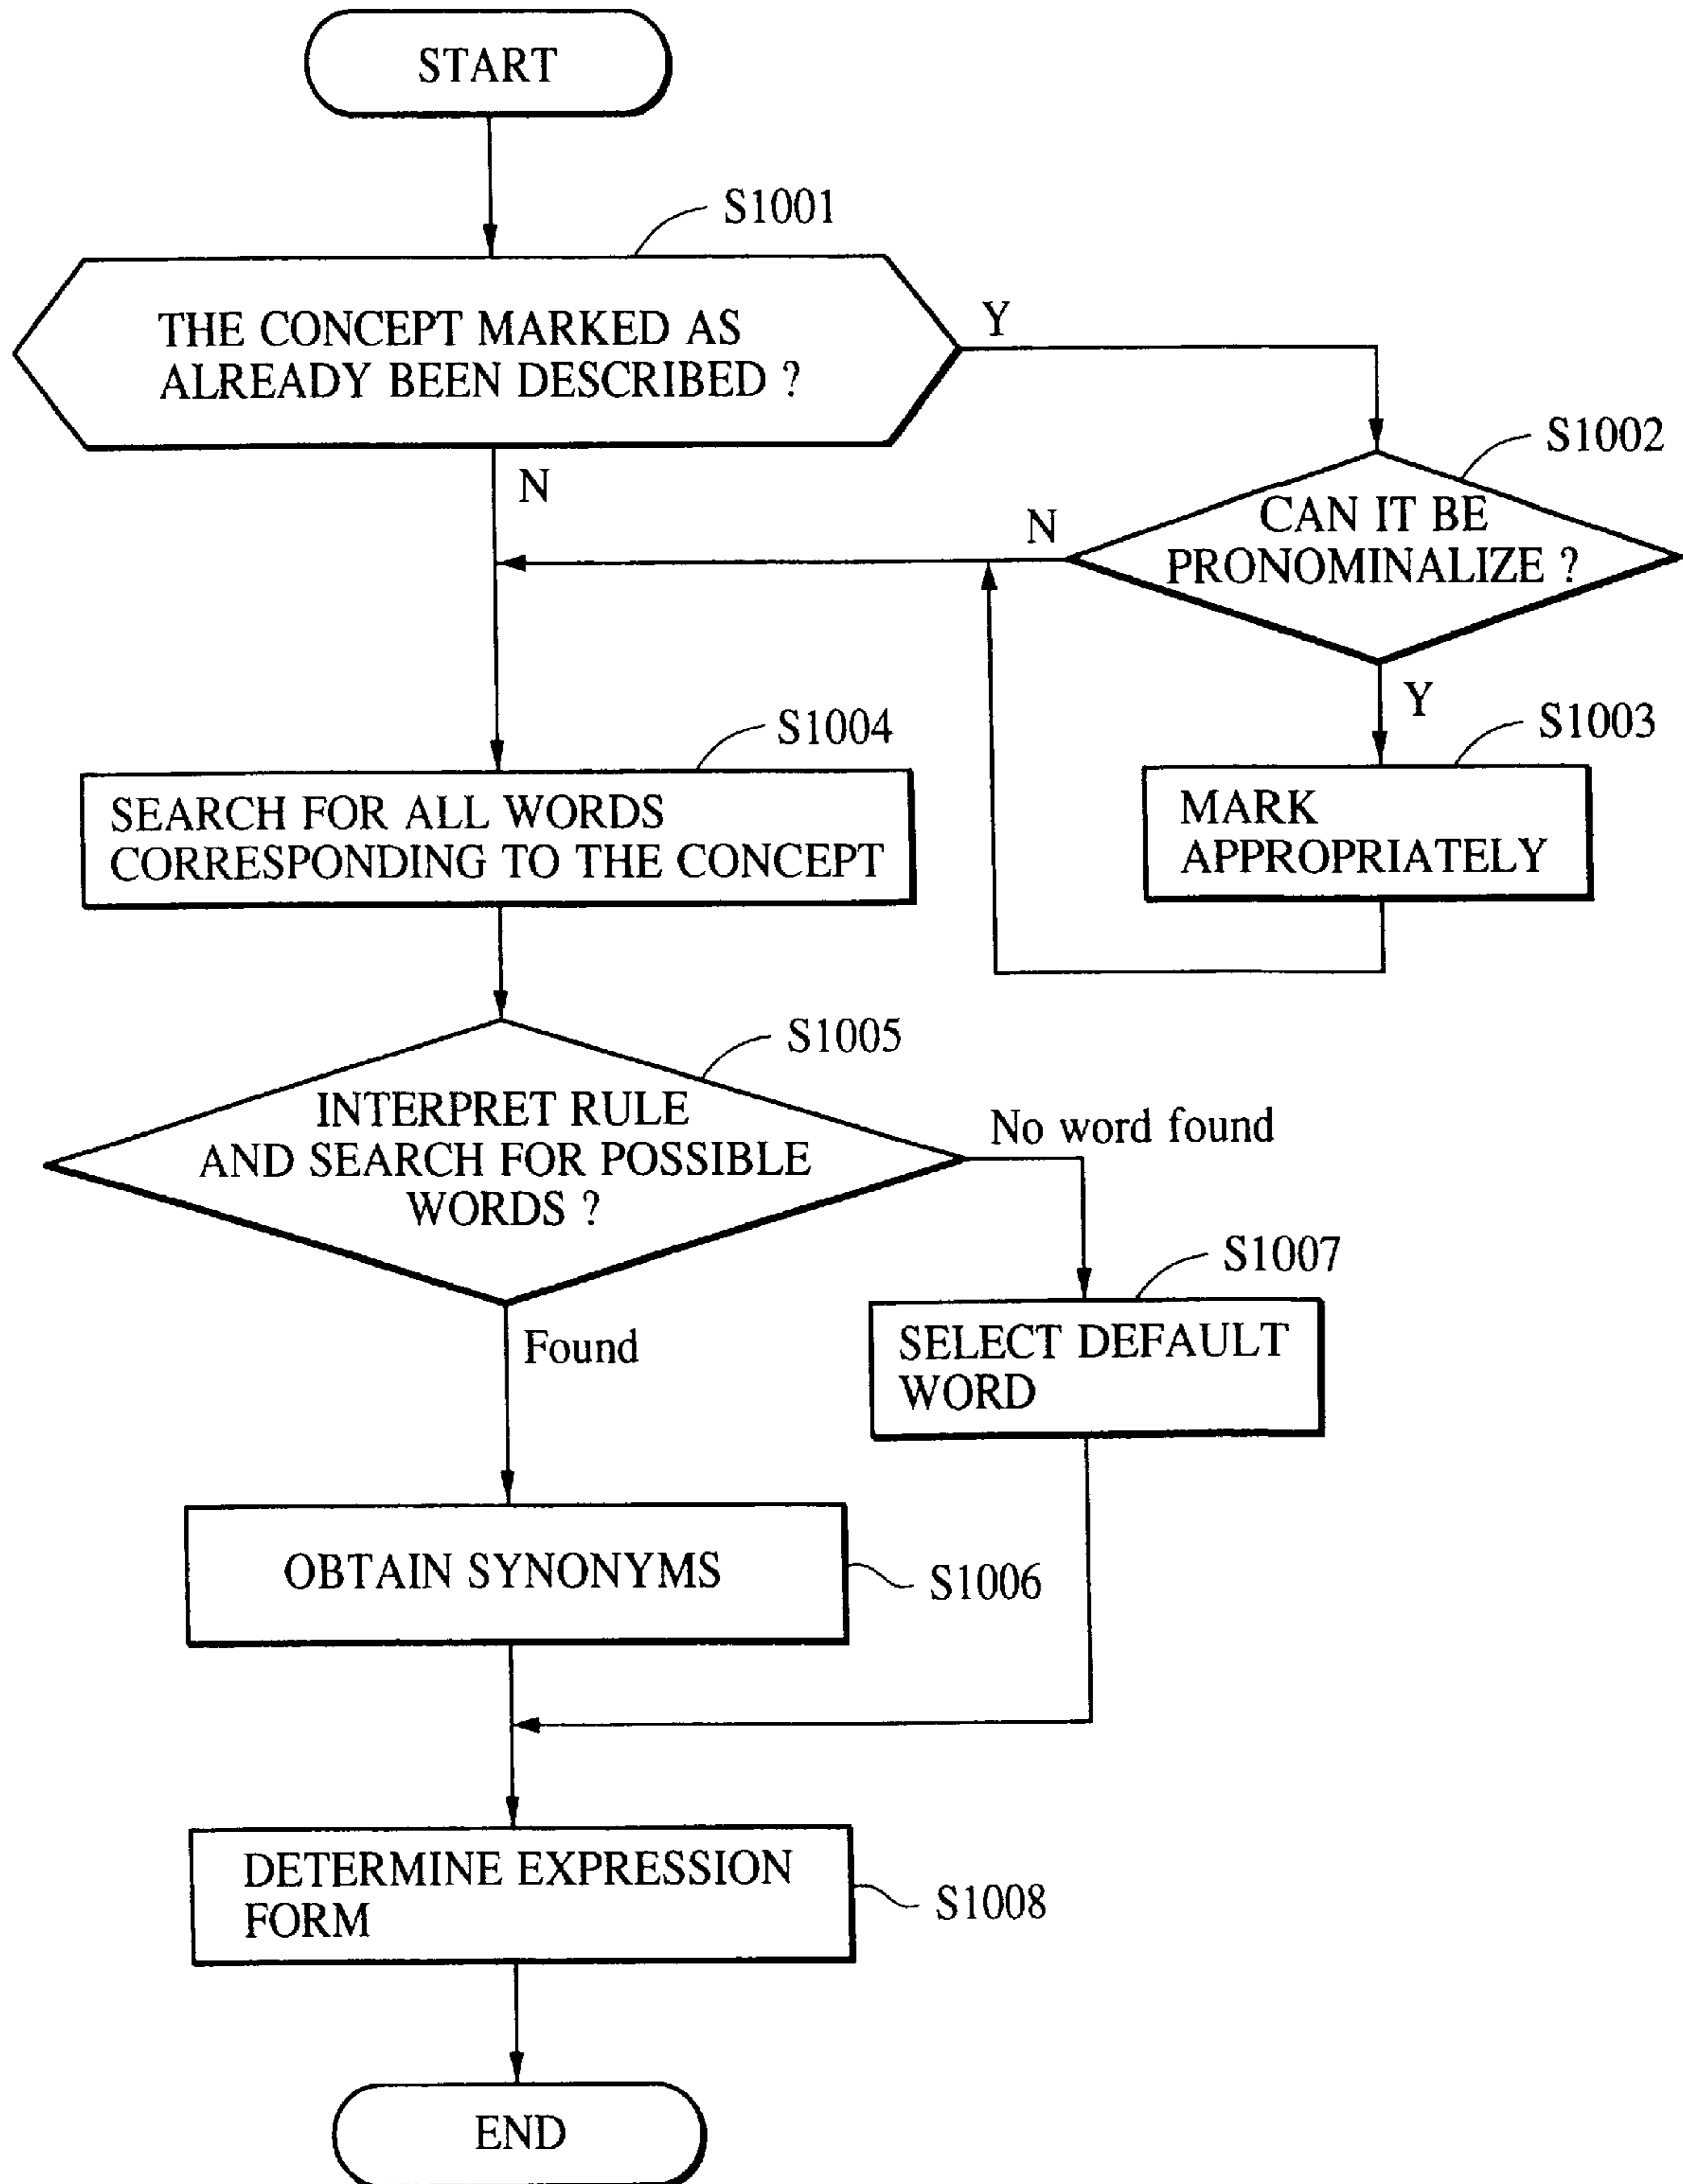 START
S1001
THE CONCEPT MARKED AS
ALREADY BEEN DESCRIBED ?
Y
S1002
N
CAN IT BE
PRONOMINALIZE ?
N
Y
S1003
MARK
APPROPRIATELY
S1004
SEARCH FOR ALL WORDS
CORRESPONDING TO THE CONCEPT
S1005
INTERPRET RULE
AND SEARCH FOR POSSIBLE
WORDS ?
No word found
S1007
SELECT DEFAULT
WORD
Found
OBTAIN SYNONYMS
S1006
DETERMINE EXPRESSION
FORM
S1008
END